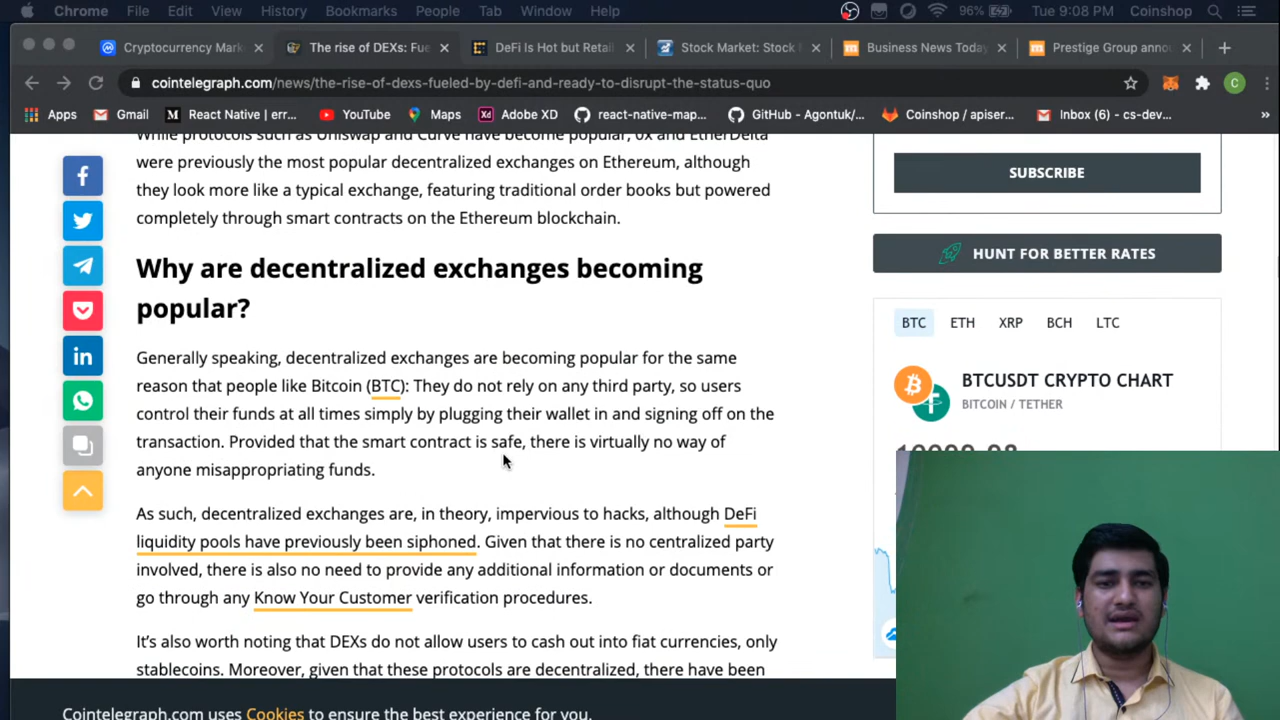 Chrome File Edit View History Bookmarks People Tab Window Help 96% Tue 9:08 PM Coinshop
Cryptocurrency Mark × The rise of DEXs: Fue × DeFi Is Hot but Retail × Stock Market: Stock M × Business News Today × Prestige Group annou × +
cointelegraph.com/news/the-rise-of-dexs-fueled-by-defi-and-ready-to-disrupt-the-status-quo C
Apps Gmail React Native | err... YouTube Maps Adobe XD react-native-map... GitHub - Agontuk/... Coinshop / apiser... Inbox (6) - cs-dev... »
While protocols such as Uniswap and Curve have become popular, 0x and EtherDelta
were previously the most popular decentralized exchanges on Ethereum, although
they look more like a typical exchange, featuring traditional order books but powered
completely through smart contracts on the Ethereum blockchain.
Why are decentralized exchanges becoming
popular?
Generally speaking, decentralized exchanges are becoming popular for the same
reason that people like Bitcoin (BTC): They do not rely on any third party, so users
control their funds at all times simply by plugging their wallet in and signing off on the
transaction. Provided that the smart contract is safe, there is virtually no way of
anyone misappropriating funds.
As such, decentralized exchanges are, in theory, impervious to hacks, although DeFi
liquidity pools have previously been siphoned. Given that there is no centralized party
involved, there is also no need to provide any additional information or documents or
go through any Know Your Customer verification procedures.
It's also worth noting that DEXs do not allow users to cash out into fiat currencies, only
stablecoins. Moreover, given that these protocols are decentralized, there have been
Cointelegraph.com uses Cookies to ensure the best experience for you.
SUBSCRIBE
HUNT FOR BETTER RATES
BTC ETH XRP BCH LTC
BTCUSDT CRYPTO CHART
BITCOIN / TETHER